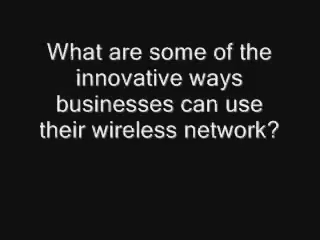 What are some of the
innovative ways
businesses can use
their wireless network?